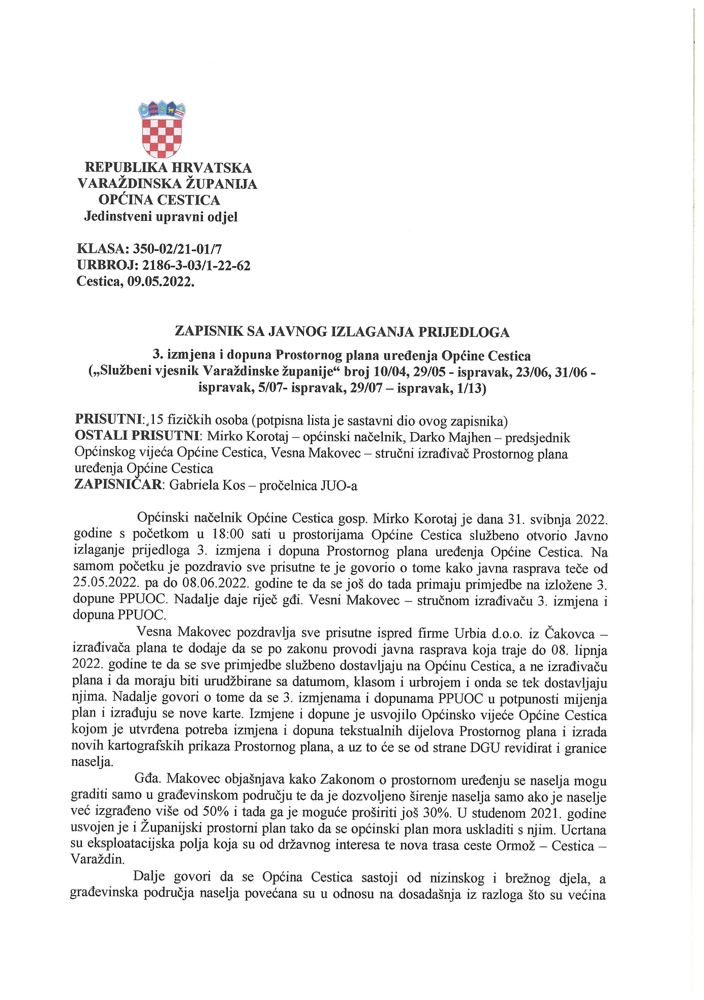 REPUBLIKA HRVATSKA
VARAŽDINSKA ŽUPANIJA
OPĆINA CESTICA
Jedinstveni upravni odjel
KLASA: 350-02/21-01/7
URBROJ: 2186-3-03/1-22-62
Cestica, 09.05.2022.
ZAPISNIK SA JAVNOG IZLAGANJA PRIJEDLOGA
3. izmjena i dopuna Prostornog plana uređenja Općine Cestica
(„Službeni vjesnik Varaždinske županije“ broj 10/04, 29/05 - ispravak, 23/06, 31/06 -
ispravak, 5/07- ispravak, 29/07 – ispravak, 1/13)
PRISUTNI: 15 fizičkih osoba (potpisna lista je sastavni dio ovog zapisnika)
OSTALI PRISUTNI: Mirko Korotaj – općinski načelnik, Darko Majhen – predsjednik
Općinskog vijeća Općine Cestica, Vesna Makovec – stručni izrađivač Prostornog plana
uređenja Općine Cestica
ZAPISNIČAR: Gabriela Kos – pročelnica JUO-a
Općinski načelnik Općine Cestica gosp. Mirko Korotaj je dana 31. svibnja 2022.
godine s početkom u 18:00 sati u prostorijama Općine Cestica službeno otvorio Javno
izlaganje prijedloga 3. izmjena i dopuna Prostornog plana uređenja Općine Cestica. Na
samom početku je pozdravio sve prisutne te je govorio o tome kako javna rasprava teče od
25.05.2022. pa do 08.06.2022. godine te da se još do tada primaju primjedbe na izložene 3.
dopune PPUOC. Nadalje daje riječ gđi. Vesni Makovec – stručnom izrađivaču 3. izmjena i
dopuna PPUOC.
Vesna Makovec pozdravlja sve prisutne ispred firme Urbia d.o.o. iz Čakovca –
izrađivača plana te dodaje da se po zakonu provodi javna rasprava koja traje do 08. lipnja
2022. godine te da se sve primjedbe službeno dostavljaju na Općinu Cestica, a ne izrađivaču
plana i da moraju biti urudžbirane sa datumom, klasom i urbrojem i onda se tek dostavljaju
njima. Nadalje govori o tome da se 3. izmjenama i dopunama PPUOC u potpunosti mijenja
plan i izrađuju se nove karte. Izmjene i dopune je usvojilo Općinsko vijeće Općine Cestica
kojom je utvrđena potreba izmjena i dopuna tekstualnih dijelova Prostornog plana i izrada
novih kartografskih prikaza Prostornog plana, a uz to će se od strane DGU revidirat i granice
naselja.
Gđa. Makovec objašnjava kako Zakonom o prostornom uređenju se naselja mogu
graditi samo u građevinskom području te da je dozvoljeno širenje naselja samo ako je naselje
već izgrađeno više od 50% i tada ga je moguće proširiti još 30%. U studenom 2021. godine
usvojen je i Županijski prostorni plan tako da se općinski plan mora uskladiti s njim. Ucrtana
su eksploatacijska polja koja su od državnog interesa te nova trasa ceste Ormož – Cestica –
Varaždin.
Dalje govori da se Općina Cestica sastoji od nizinskog i brežnog djela, a
građevinska područja naselja povećana su u odnosu na dosadašnja iz razloga što su većina